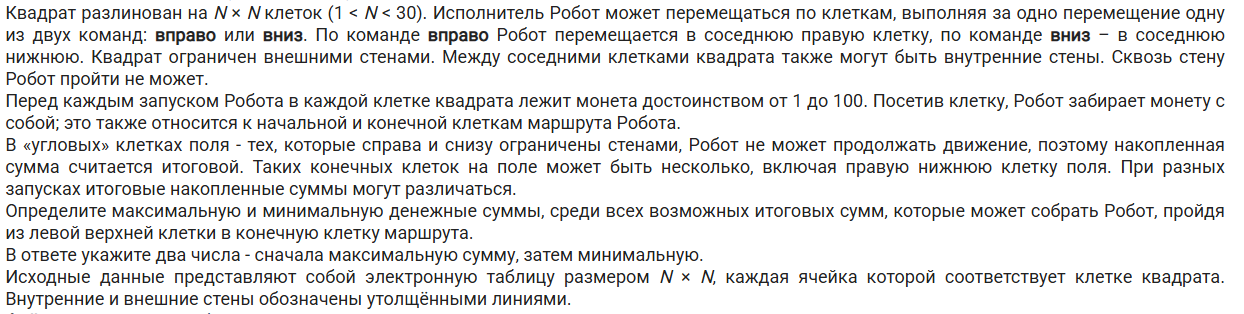 Квадрат разлинован на N × N клеток (1 < N < 30). Исполнитель Робот может перемещаться по клеткам, выполняя за одно перемещение одну
из двух команд: вправо или вниз. По команде вправо Робот перемещается в соседнюю правую клетку, по команде вниз – в соседнюю
нижнюю. Квадрат ограничен внешними стенами. Между соседними клетками квадрата также могут быть внутренние стены. Сквозь стену
Робот пройти не может.
Перед каждым запуском Робота в каждой клетке квадрата лежит монета достоинством от 1 до 100. Посетив клетку, Робот забирает монету с
собой; это также относится к начальной и конечной клеткам маршрута Робота.
В «угловых» клетках поля - тех, которые справа и снизу ограничены стенами, Робот не может продолжать движение, поэтому накопленная
сумма считается итоговой. Таких конечных клеток на поле может быть несколько, включая правую нижнюю клетку поля. При разных
запусках итоговые накопленные суммы могут различаться.
Определите максимальную и минимальную денежные суммы, среди всех возможных итоговых сумм, которые может собрать Робот, пройдя
из левой верхней клетки в конечную клетку маршрута.
В ответе укажите два числа - сначала максимальную сумму, затем минимальную.
Исходные данные представляют собой электронную таблицу размером N × N, каждая ячейка которой соответствует клетке квадрата.
Внутренние и внешние стены обозначены утолщёнными линиями.